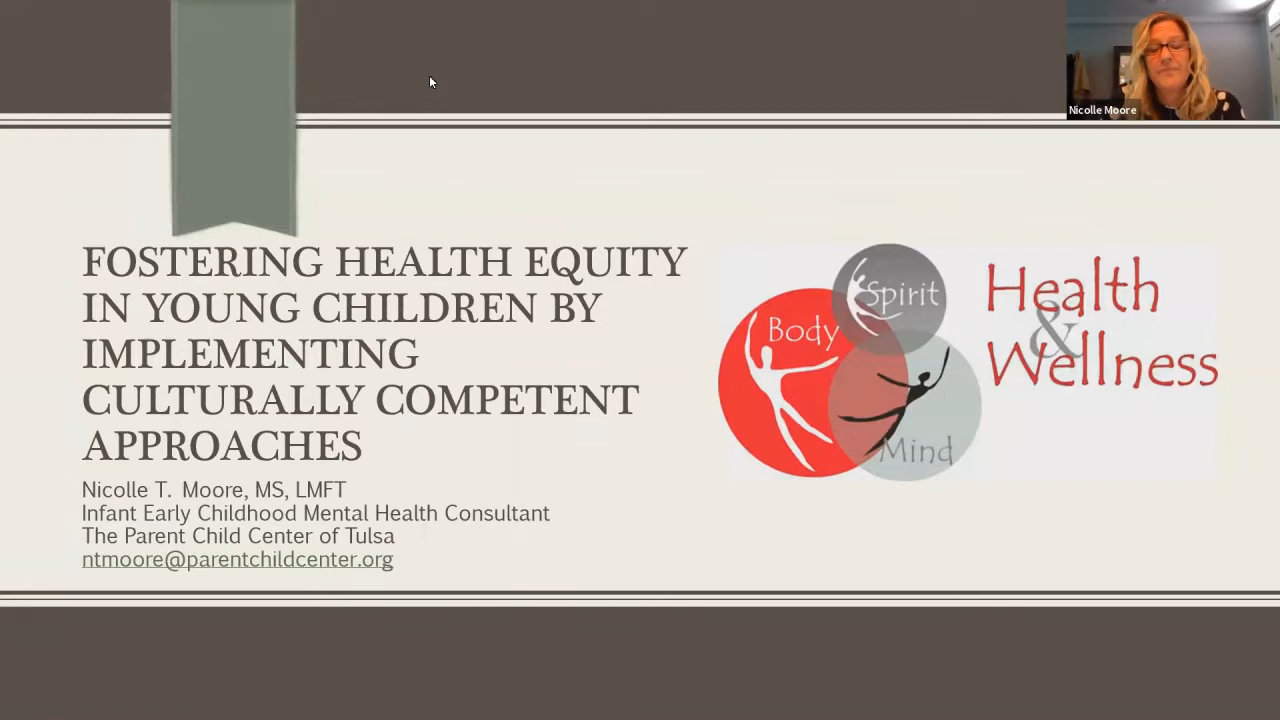 Nicolle Moore
FOSTERING HEALTH EQUITY
IN YOUNG CHILDREN BY
IMPLEMENTING
CULTURALLY COMPETENT
APPROACHES
Nicolle T. Moore, MS, LMFT
Infant Early Childhood Mental Health Consultant
The Parent Child Center of Tulsa
ntmoore@parentchildcenter.org
Spirit
Body
Mind
Health
&
Wellness